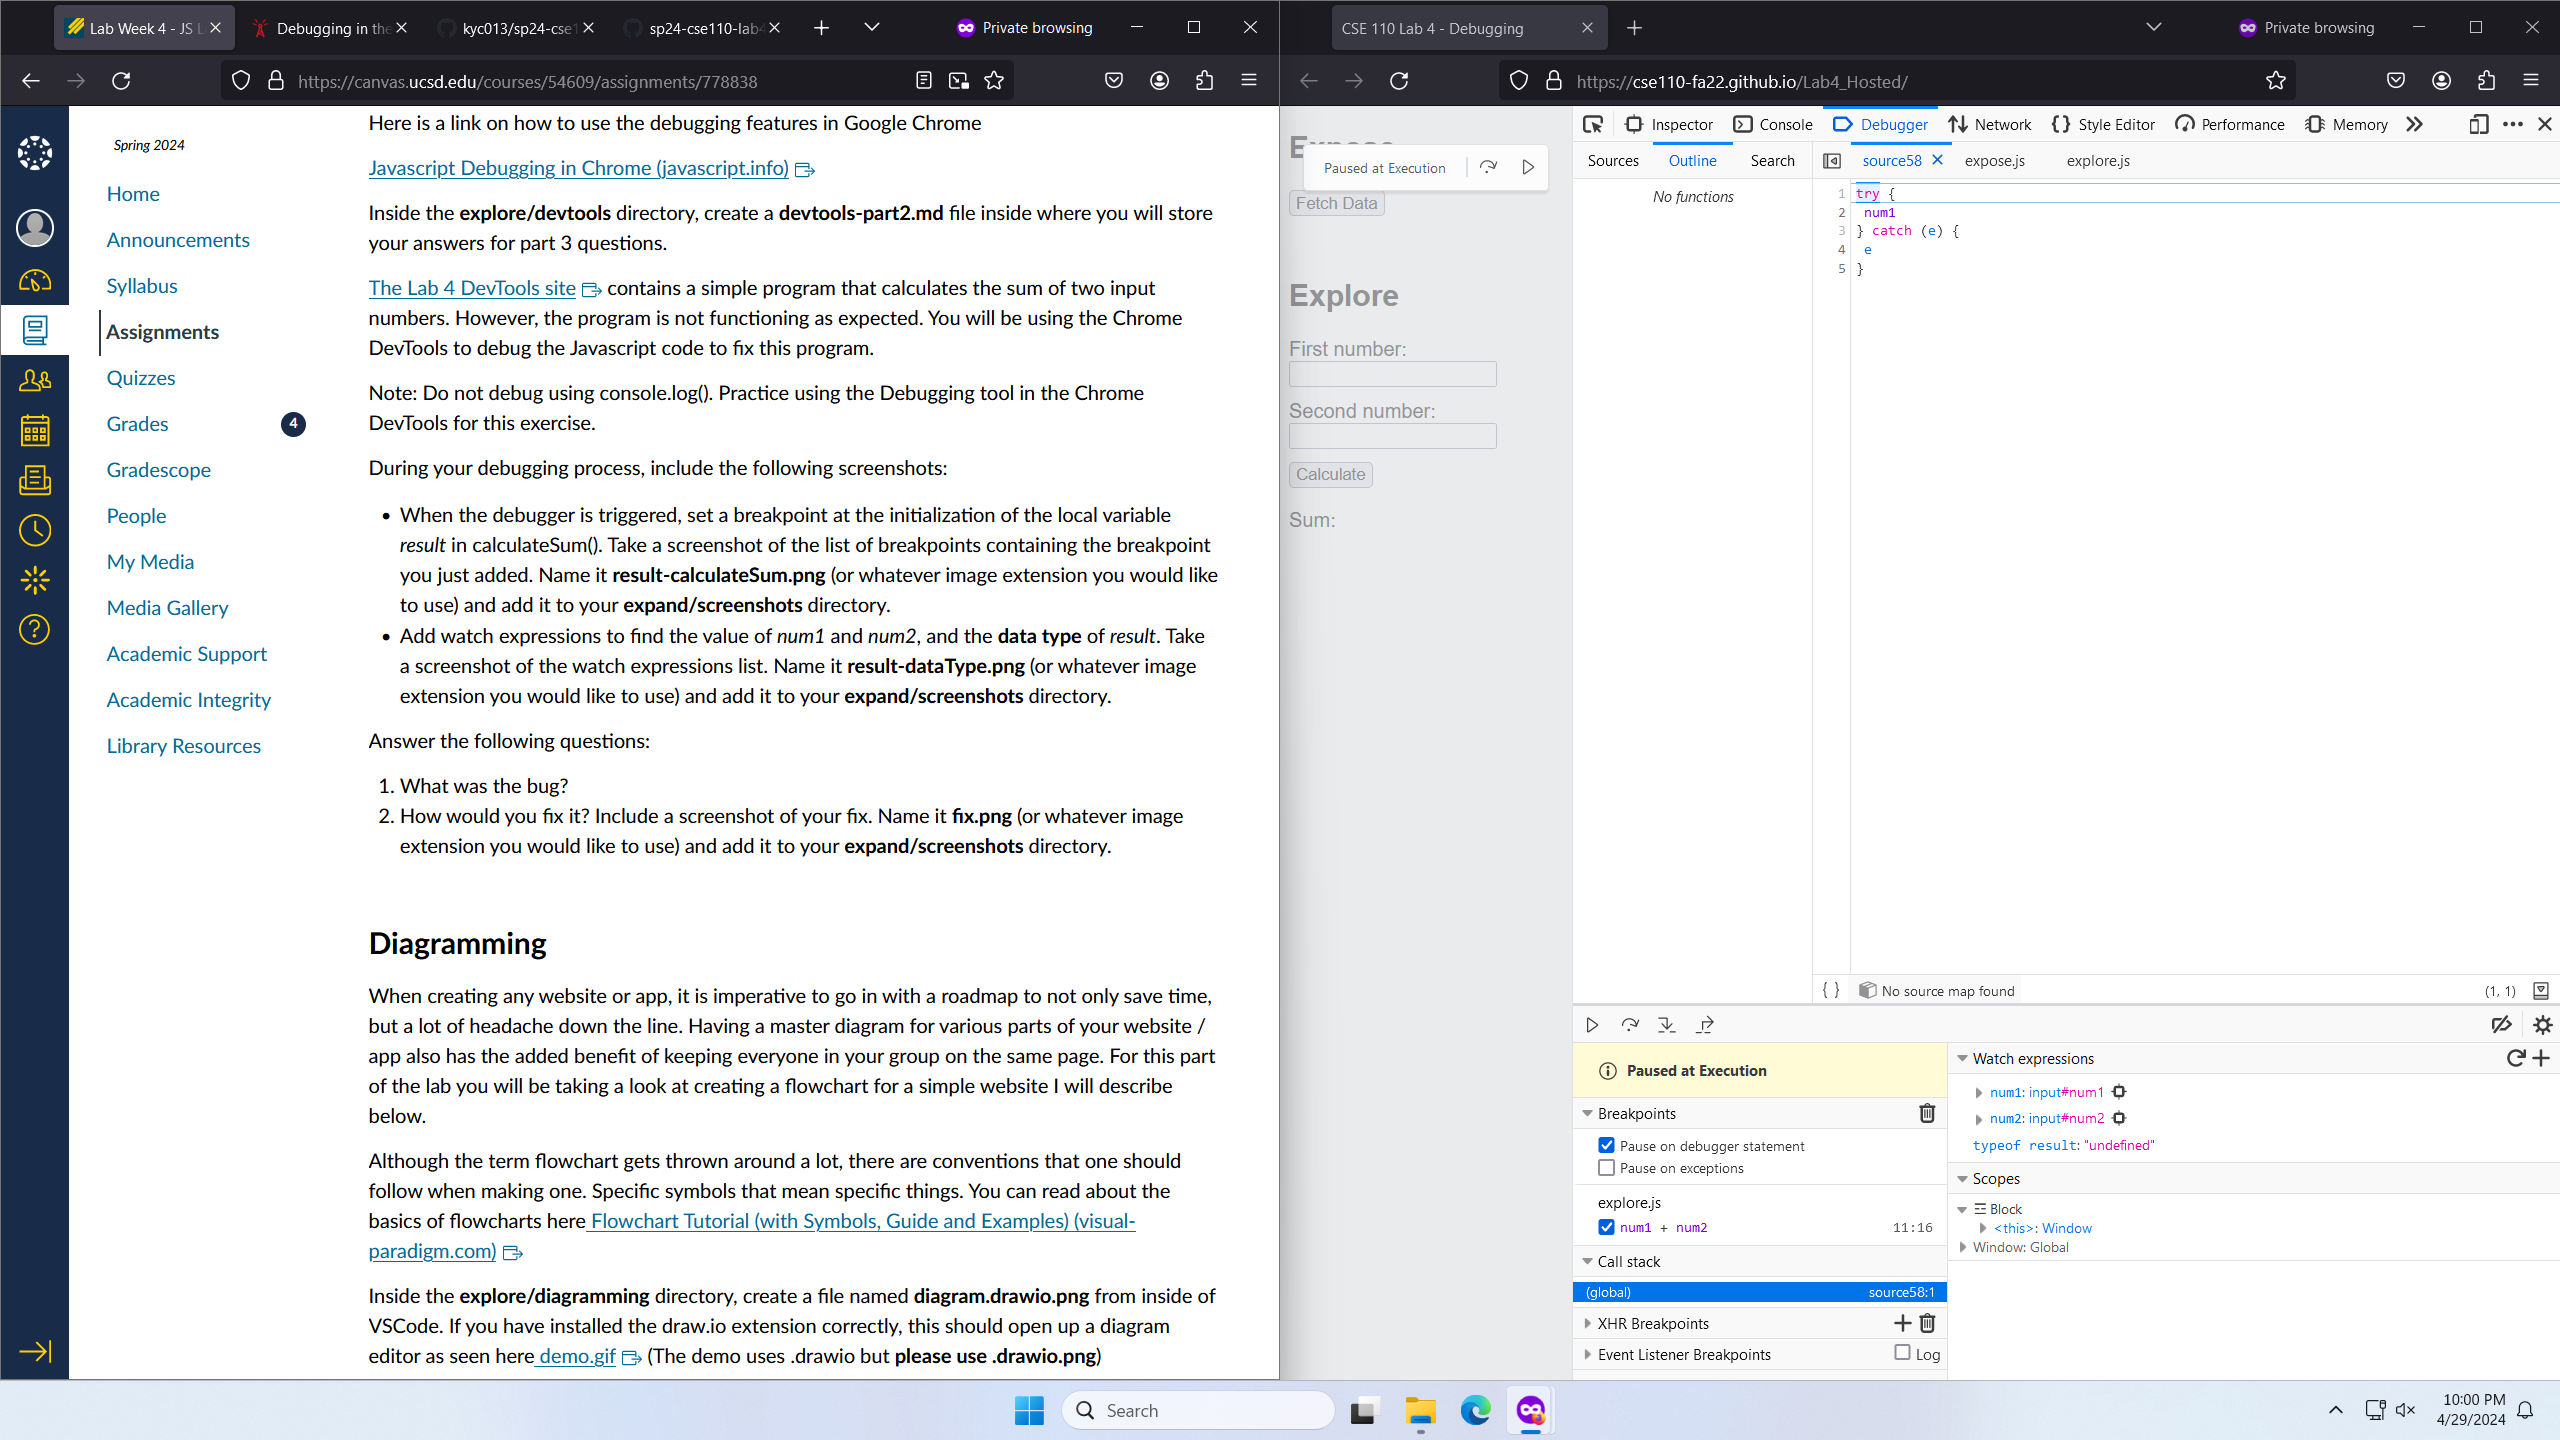 Lab Week 4 - JS L
Debugging in the
kyc013/sp24-cse1
sp24-cse110-lab4
Private browsing
https://canvas.ucsd.edu/courses/54609/assignments/778838
Spring 2024
Home
Announcements
Syllabus
Assignments
Quizzes
Grades
4
Gradescope
People
My Media
Media Gallery
Academic Support
Academic Integrity
Library Resources
Here is a link on how to use the debugging features in Google Chrome
Javascript Debugging in Chrome (javascript.info)
Inside the explore/devtools directory, create a devtools-part2.md file inside where you will store
your answers for part 3 questions.
The Lab 4 DevTools site contains a simple program that calculates the sum of two input
numbers. However, the program is not functioning as expected. You will be using the Chrome
DevTools to debug the Javascript code to fix this program.
Note: Do not debug using console.log(). Practice using the Debugging tool in the Chrome
DevTools for this exercise.
During your debugging process, include the following screenshots:
• When the debugger is triggered, set a breakpoint at the initialization of the local variable
result in calculateSum(). Take a screenshot of the list of breakpoints containing the breakpoint
you just added. Name it result-calculateSum.png (or whatever image extension you would like
to use) and add it to your expand/screenshots directory.
• Add watch expressions to find the value of num1 and num2, and the data type of result. Take
a screenshot of the watch expressions list. Name it result-dataType.png (or whatever image
extension you would like to use) and add it to your expand/screenshots directory.
Answer the following questions:
1. What was the bug?
2. How would you fix it? Include a screenshot of your fix. Name it fix.png (or whatever image
extension you would like to use) and add it to your expand/screenshots directory.
Diagramming
When creating any website or app, it is imperative to go in with a roadmap to not only save time,
but a lot of headache down the line. Having a master diagram for various parts of your website /
app also has the added benefit of keeping everyone in your group on the same page. For this part
of the lab you will be taking a look at creating a flowchart for a simple website I will describe
below.
Although the term flowchart gets thrown around a lot, there are conventions that one should
follow when making one. Specific symbols that mean specific things. You can read about the
basics of flowcharts here Flowchart Tutorial (with Symbols, Guide and Examples) (visual-
paradigm.com)
Inside the explore/diagramming directory, create a file named diagram.drawio.png from inside of
VSCode. If you have installed the draw.io extension correctly, this should open up a diagram
editor as seen here demo.gif (The demo uses .drawio but please use .drawio.png)
CSE 110 Lab 4 - Debugging
Private browsing
https://cse110-fa22.github.io/Lab4_Hosted/
Expose
Paused at Execution
Fetch Data
Explore
First number:
Second number:
Calculate
Sum:
Inspector
Console
Debugger
Network
Style Editor
Performance
Memory
Sources
Outline
Search
source58
expose.js
explore.js
No functions
1 try {
2 num1
3 } catch (e) {
4 e
5 }
{ } No source map found
(1, 1)
Paused at Execution
Breakpoints
Pause on debugger statement
Pause on exceptions
explore.js
num1 + num2 11:16
Call stack
(global) source58:1
XHR Breakpoints
Event Listener Breakpoints Log
Watch expressions
num1: input#num1
num2: input#num2
typeof result: "undefined"
Scopes
Block
<this>: Window
Window: Global
Search
10:00 PM
4/29/2024